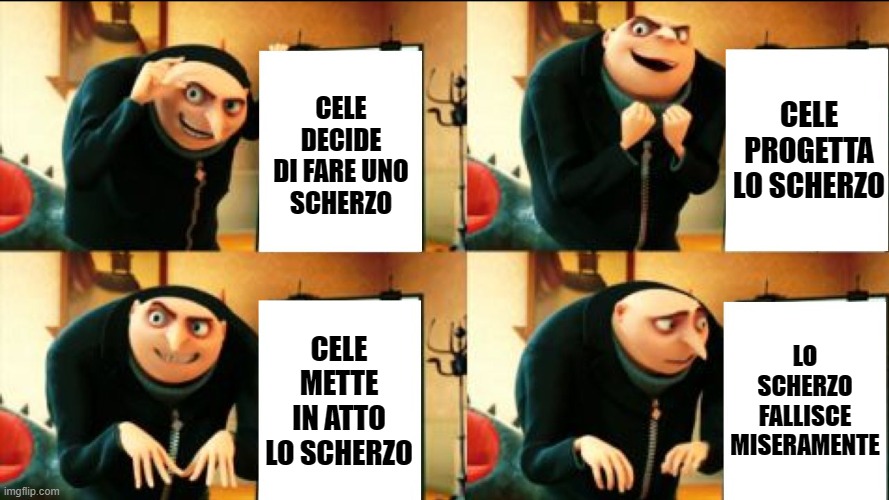 CELE
DECIDE
DI FARE UNO
SCHERZO
CELE
PROGETTA
LO SCHERZO
CELE
METTE
IN ATTO
LO SCHERZO
LO
SCHERZO
FALLISCE
MISERAMENTE
imgflip.com